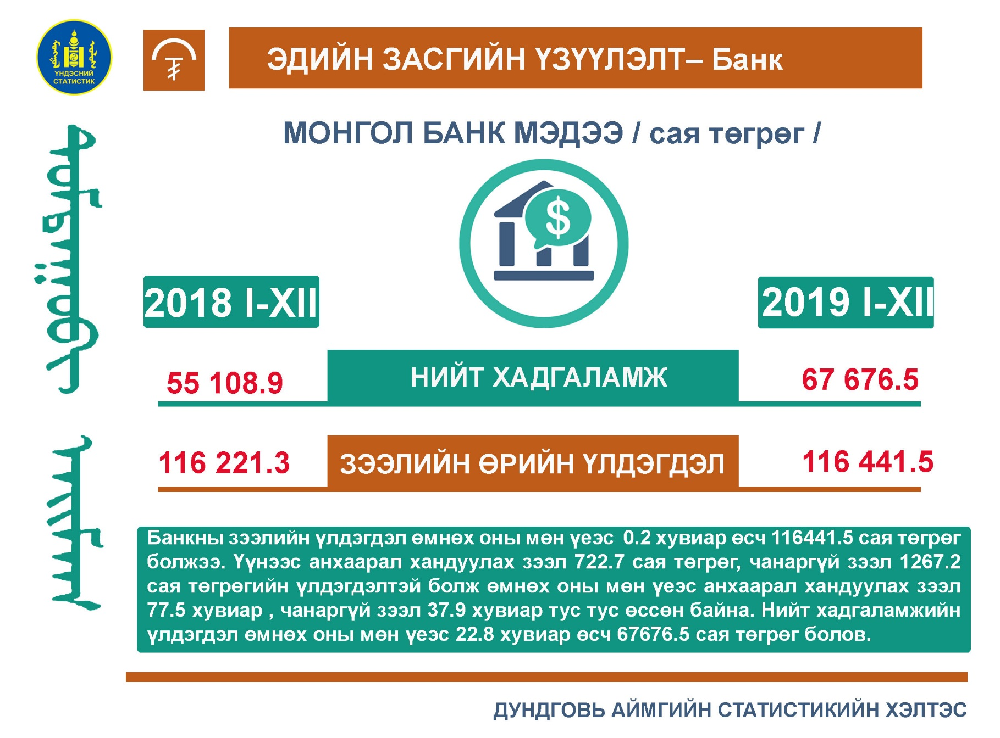 ҮНДЭСНИЙ
СТАТИСТИК
ЭДИЙН ЗАСГИЙН ҮЗҮҮЛЭЛТ– Банк
МОНГОЛ БАНК МЭДЭЭ / сая төгрөг /
$
2018 I-XII
2019 I-XII
55 108.9
НИЙТ ХАДГАЛАМЖ
67 676.5
116 221.3
ЗЭЭЛИЙН ӨРИЙН ҮЛДЭГДЭЛ
116 441.5
Банкны зээлийн үлдэгдэл өмнөх оны мөн үеэс 0.2 хувиар өсч 116441.5 сая төгрөг
болжээ. Үүнээс анхаарал хандуулах зээл 722.7 сая төгрөг, чанаргүй зээл 1267.2
сая төгрөгийн үлдэгдэлтэй болж өмнөх оны мөн үеэс анхаарал хандуулах зээл
77.5 хувиар , чанаргүй зээл 37.9 хувиар тус тус өссөн байна. Нийт хадгаламжийн
үлдэгдэл өмнөх оны мөн үеэс 22.8 хувиар өсч 67676.5 сая төгрөг болов.
ДУНДГОВЬ АЙМГИЙН СТАТИСТИКИЙН ХЭЛТЭС